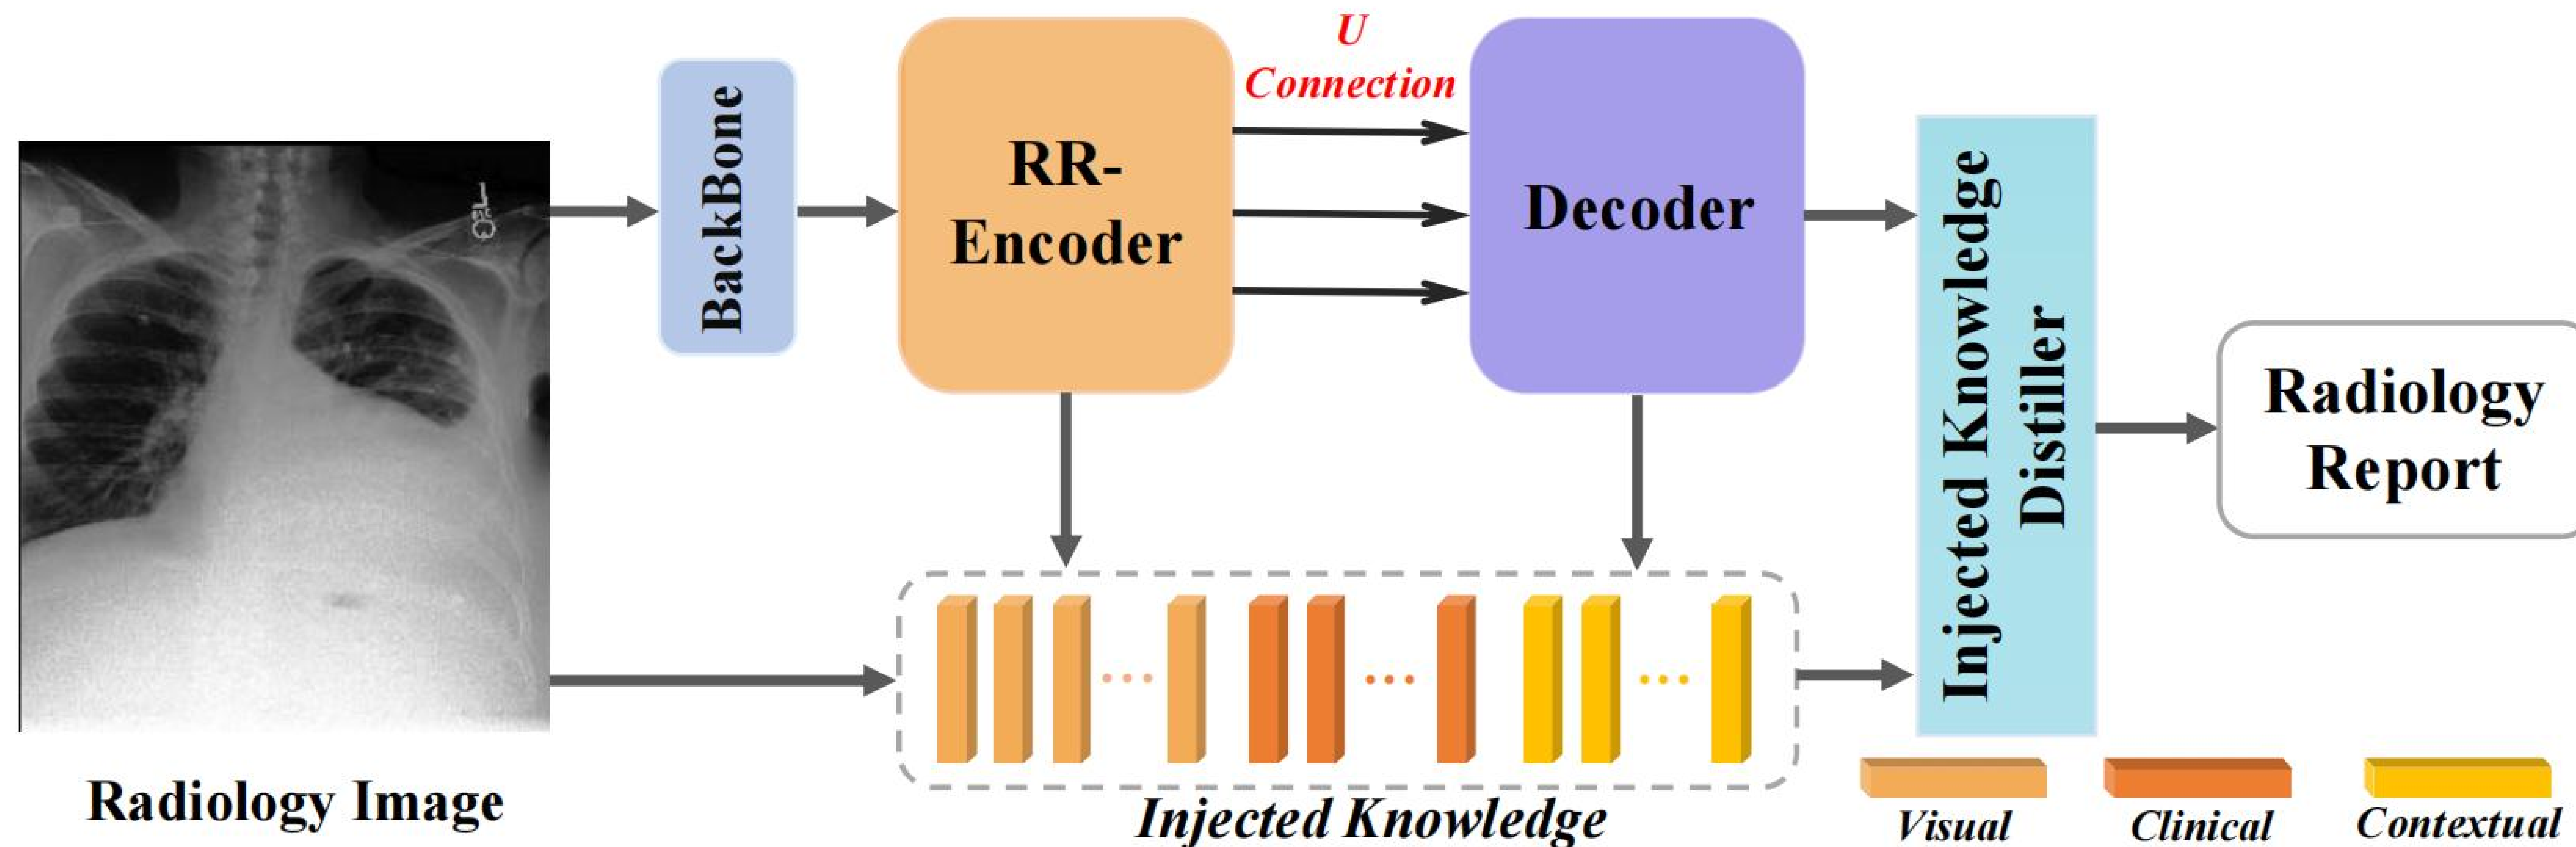 U
Connection
BackBone
RR-
Encoder
Decoder
Injected Knowledge
Distiller
Radiology
Report
Radiology Image
Injected Knowledge
Visual
Clinical
Contextual